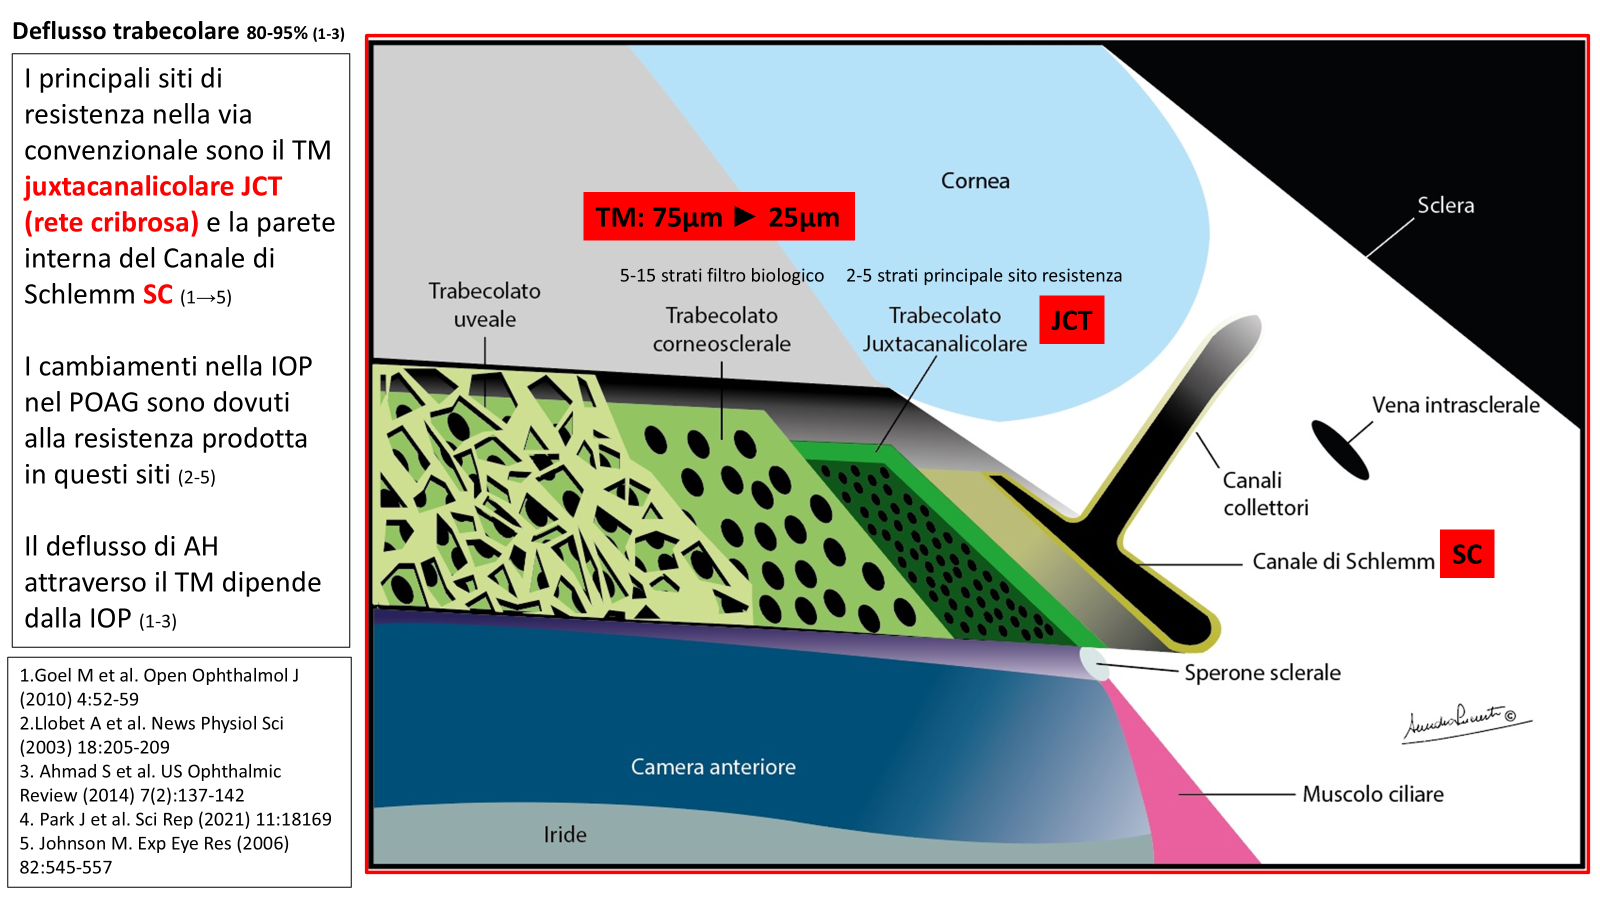 Deflusso trabecolare 80-95% (1-3)
I principali siti di
resistenza nella via
convenzionale sono il TM
juxtacanalicolare JCT
(rete cribrosa) e la parete
interna del Canale di
Schlemm SC (1→5)
I cambiamenti nella IOP
nel POAG sono dovuti
alla resistenza prodotta
in questi siti (2-5)
Il deflusso di AH
attraverso il TM dipende
dalla IOP (1-3)
1.Goel M et al. Open Ophthalmol J
(2010) 4:52-59
2.Llobet A et al. News Physiol Sci
(2003) 18:205-209
3. Ahmad S et al. US Ophthalmic
Review (2014) 7(2):137-142
4. Park J et al. Sci Rep (2021) 11:18169
5. Johnson M. Exp Eye Res (2006)
82:545-557
Cornea
Sclera
TM: 75µm ► 25µm
5-15 strati filtro biologico
2-5 strati principale sito resistenza
Trabecolato
uveale
Trabecolato
corneosclerale
Trabecolato
Juxtacanalicolare
JCT
Vena intrasclerale
Canali
collettori
Canale di Schlemm
SC
Sperone sclerale
Camera anteriore
Muscolo ciliare
Iride
©